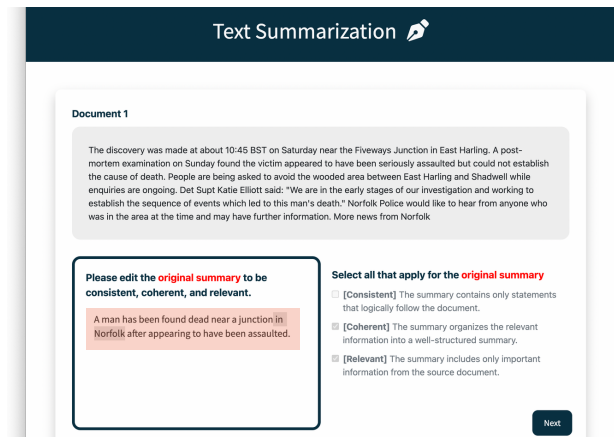 Text Summarization
Document 1
The discovery was made at about 10:45 BST on Saturday near the Fiveways Junction in East Harling. A post-
mortem examination on Sunday found the victim appeared to have been seriously assaulted but could not establish
the cause of death. People are being asked to avoid the wooded area between East Harling and Shadwell while
enquiries are ongoing. Det Supt Katie Elliott said: "We are in the early stages of our investigation and working to
establish the sequence of events which led to this man's death." Norfolk Police would like to hear from anyone who
was in the area at the time and may have further information. More news from Norfolk
Please edit the original summary to be
consistent, coherent, and relevant.
A man has been found dead near a junction in
Norfolk after appearing to have been assaulted.
Select all that apply for the original summary
[Consistent] The summary contains only statements
that logically follow the document.
[Coherent] The summary organizes the relevant
information into a well-structured summary.
[Relevant] The summary includes only important
information from the source document.
Next